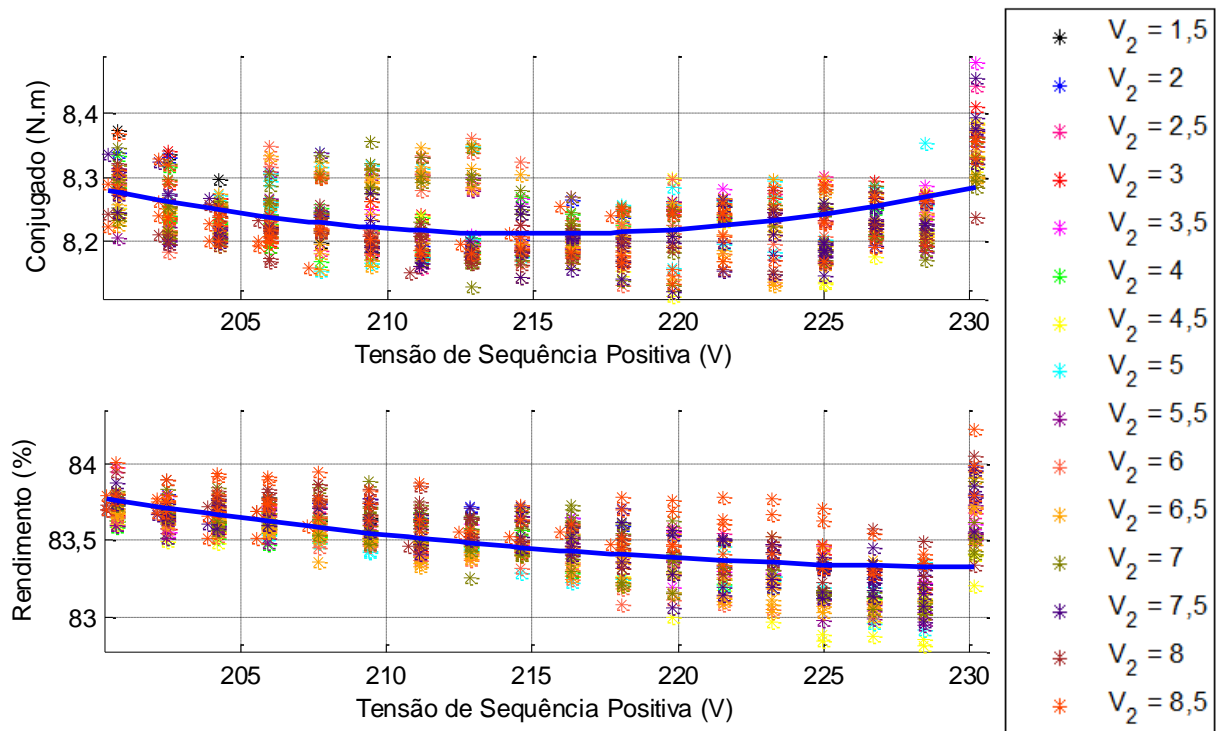 8,4
8,3
8,2
Conjugado (N.m)
205 210 215 220 225 230
Tensão de Sequência Positiva (V)
84
83,5
83
Rendimento (%)
205 210 215 220 225 230
Tensão de Sequência Positiva (V)
V2 = 1,5
V2 = 2
V2 = 2,5
V2 = 3
V2 = 3,5
V2 = 4
V2 = 4,5
V2 = 5
V2 = 5,5
V2 = 6
V2 = 6,5
V2 = 7
V2 = 7,5
V2 = 8
V2 = 8,5